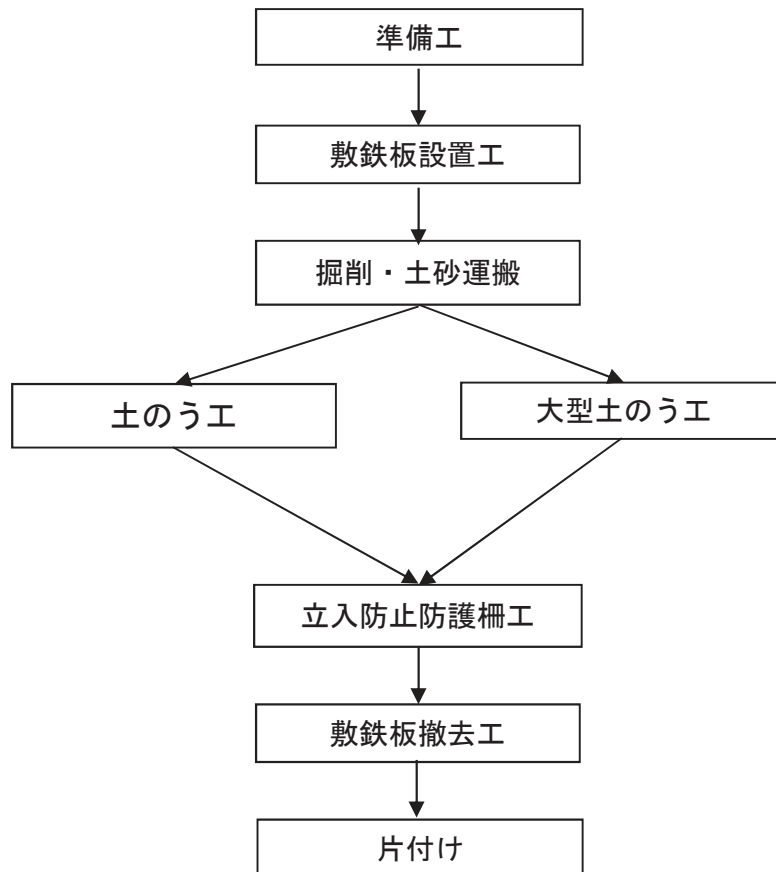 準備工
敷鉄板設置工
掘削・土砂運搬
土のう工
大型土のう工
立入防止防護柵工
敷鉄板撤去工
片付け